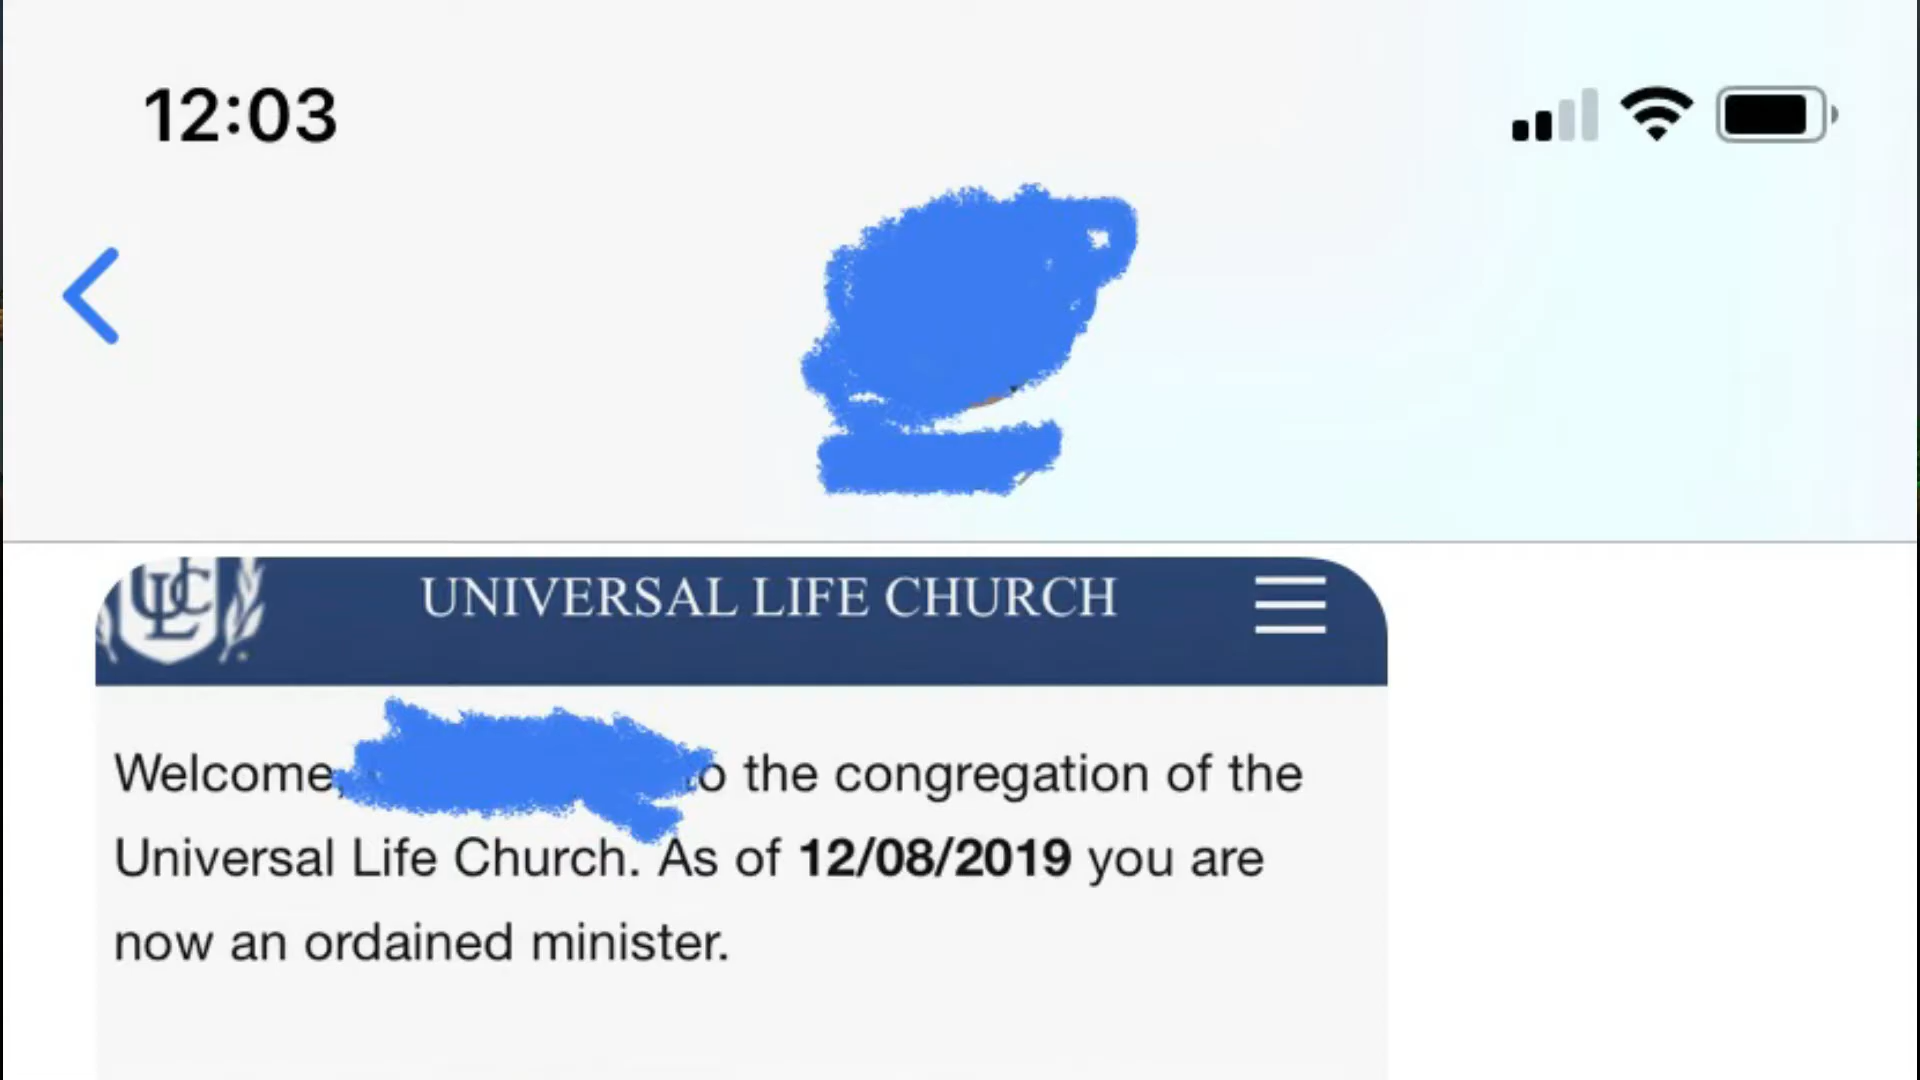 12:03
ULC
UNIVERSAL LIFE CHURCH
Welcome, the congregation of the
Universal Life Church. As of 12/08/2019 you are
now an ordained minister.